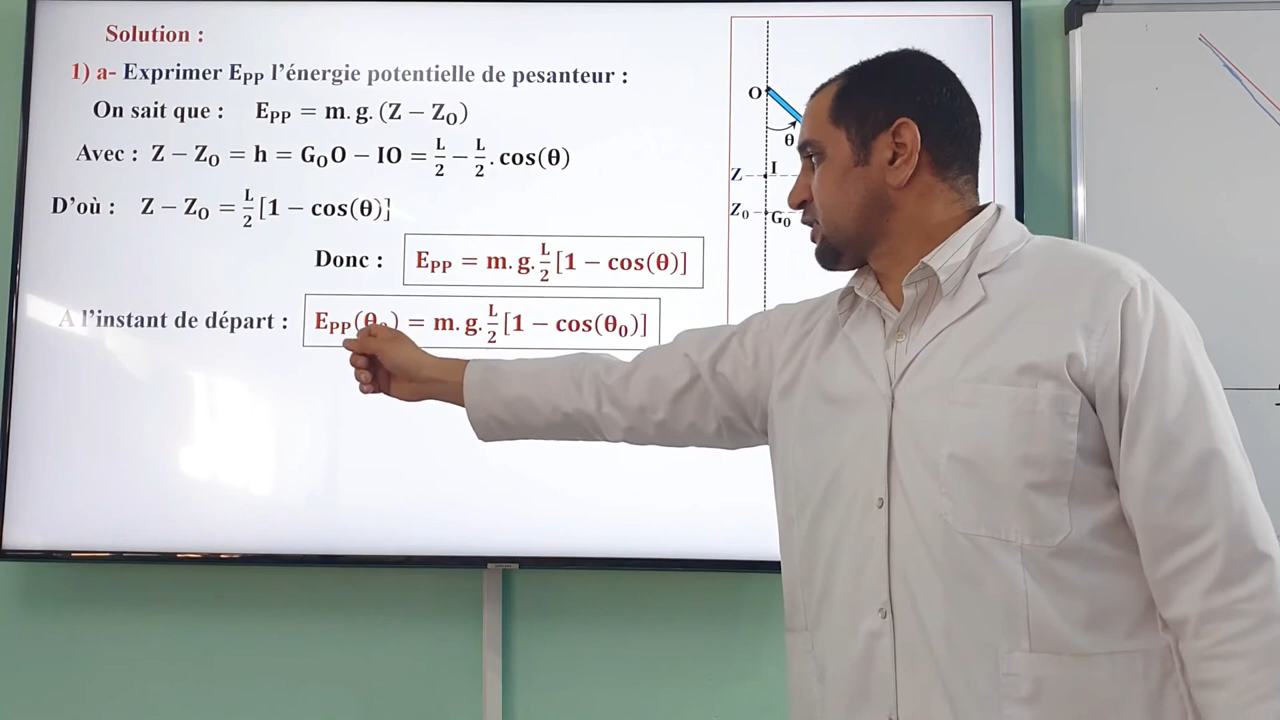 Solution :
1) a- Exprimer E_PP l'énergie potentielle de pesanteur :
On sait que : E_PP = m. g. (Z − Z_O)
Avec : Z − Z_O = h = G_0O − IO = L/2 − L/2 . cos(θ)
D'où : Z − Z_O = L/2 [1 − cos(θ)]
Donc : E_PP = m. g. L/2 [1 − cos(θ)]
A l'instant de départ : E_PP(θ_0) = m. g. L/2 [1 − cos(θ_0)]
O
θ
Z I
Z_0 G_0